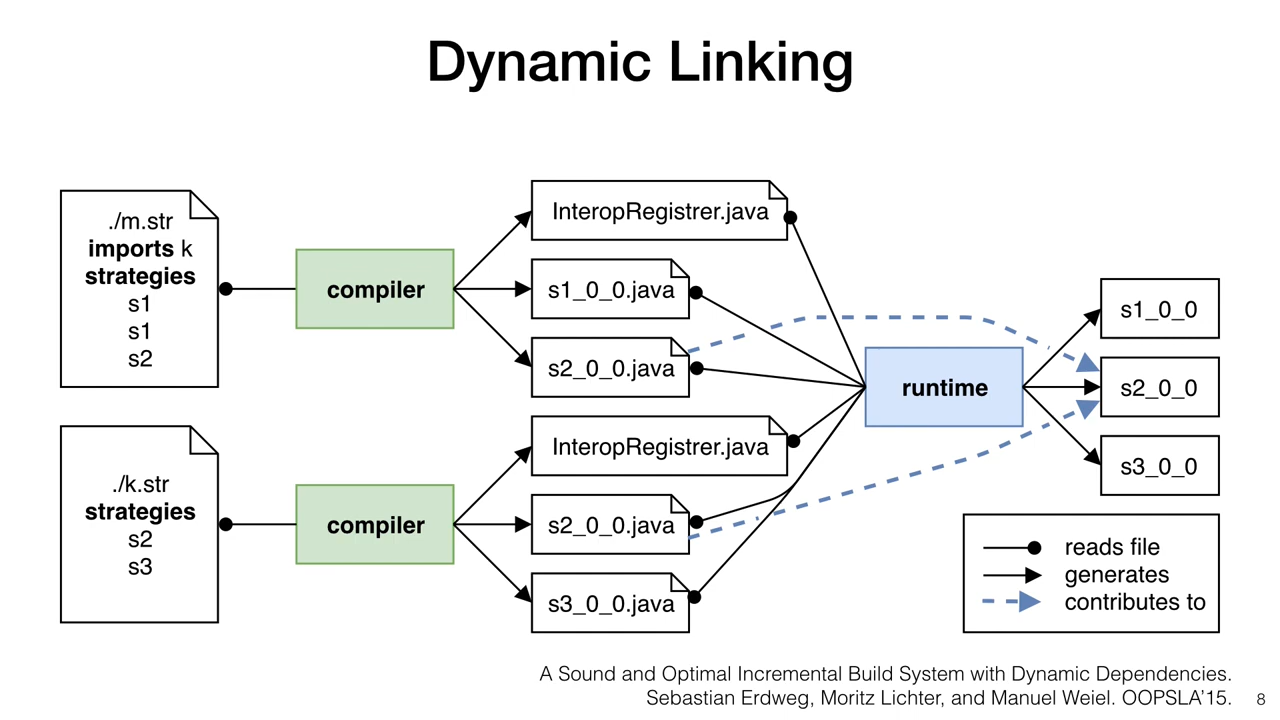 Dynamic Linking
./m.str
imports k
strategies
s1
s1
s2
compiler
InteropRegistrer.java
s1_0_0.java
s2_0_0.java
./k.str
strategies
s2
s3
compiler
InteropRegistrer.java
s2_0_0.java
s3_0_0.java
runtime
s1_0_0
s2_0_0
s3_0_0
reads file
generates
contributes to
A Sound and Optimal Incremental Build System with Dynamic Dependencies.
Sebastian Erdweg, Moritz Lichter, and Manuel Weiel. OOPSLA’15.
8